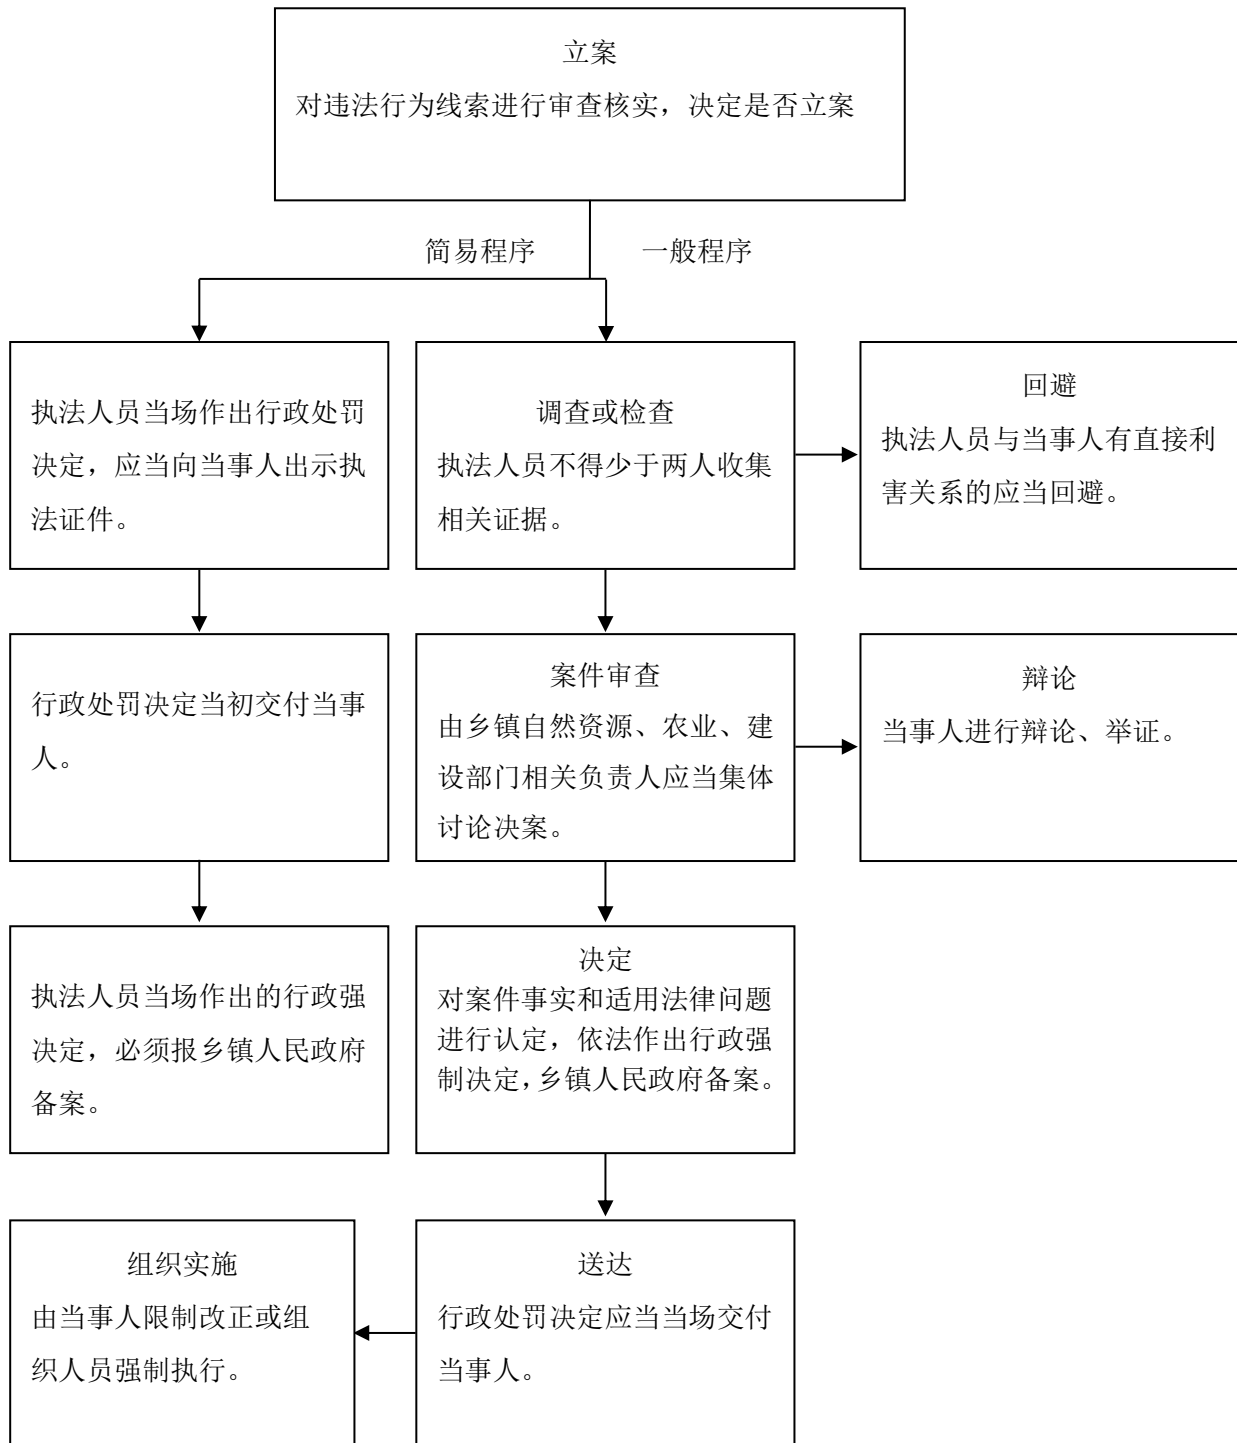 立案
对违法行为线索进行审查核实，决定是否立案
简易程序
一般程序
执法人员当场作出行政处罚
决定，应当向当事人出示执
法证件。
调查或检查
执法人员不得少于两人收集
相关证据。
回避
执法人员与当事人有直接利
害关系的应当回避。
行政处罚决定当初交付当事
人。
案件审查
由乡镇自然资源、农业、建
设部门相关负责人应当集体
讨论决案。
辩论
当事人进行辩论、举证。
执法人员当场作出的行政强
决定，必须报乡镇人民政府
备案。
决定
对案件事实和适用法律问题
进行认定，依法作出行政强
制决定，乡镇人民政府备案。
组织实施
由当事人限制改正或组
织人员强制执行。
送达
行政处罚决定应当当场交付
当事人。